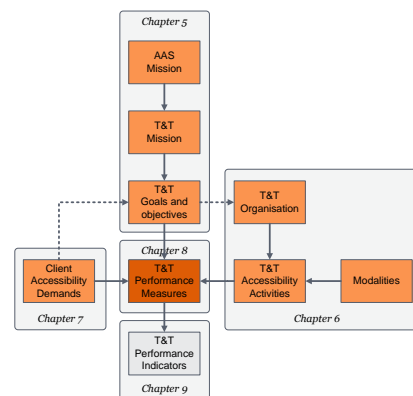 Chapter 5
AAS
Mission
T&T
Mission
T&T
Goals and
objectives
T&T
Organisation
Chapter 8
Client
Accessibility
Demands
T&T
Performance
Measures
T&T
Accessibility
Activities
Modalities
Chapter 7
Chapter 6
T&T
Performance
Indicators
Chapter 9